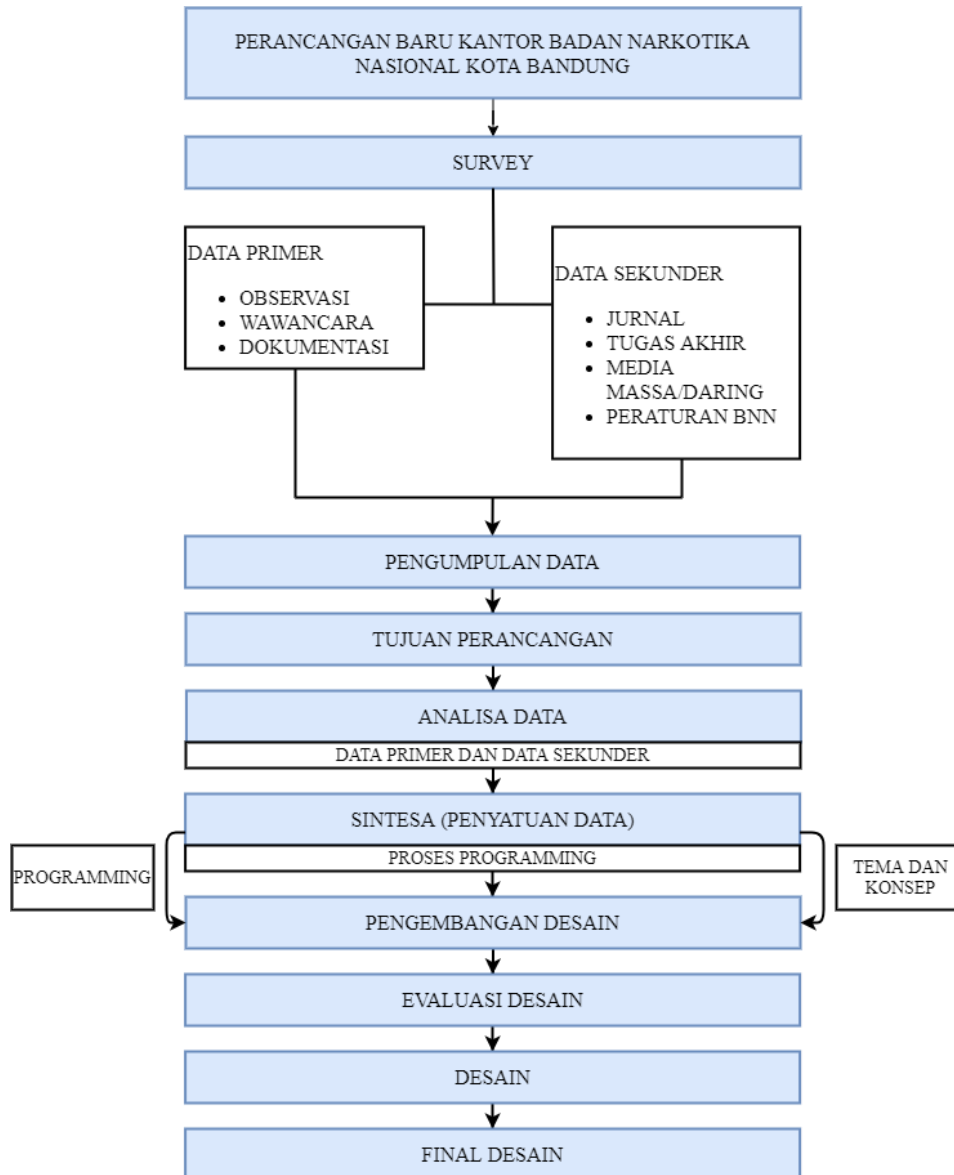 PERANCANGAN BARU KANTOR BADAN NARKOTIKA
NASIONAL KOTA BANDUNG
SURVEY
DATA PRIMER
• OBSERVASI
• WAWANCARA
• DOKUMENTASI
DATA SEKUNDER
• JURNAL
• TUGAS AKHIR
• MEDIA
MASSA/DARING
• PERATURAN BNN
PENGUMPULAN DATA
TUJUAN PERANCANGAN
ANALISA DATA
DATA PRIMER DAN DATA SEKUNDER
SINTESA (PENYATUAN DATA)
PROSES PROGRAMMING
PROGRAMMING
TEMA DAN
KONSEP
PENGEMBANGAN DESAIN
EVALUASI DESAIN
DESAIN
FINAL DESAIN